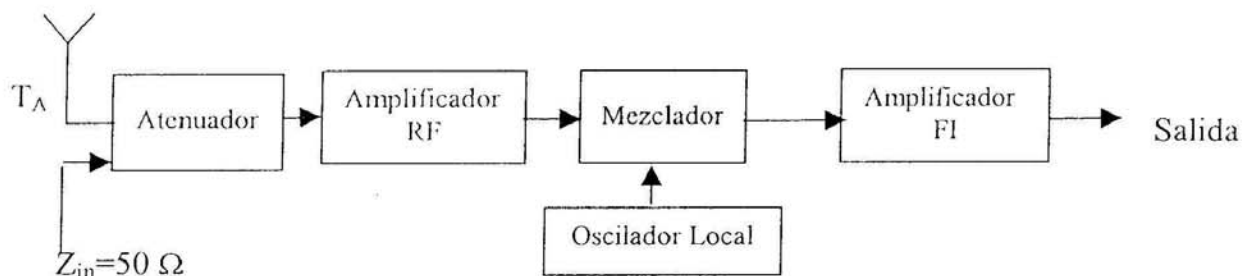 T_A
Atenuador
Amplificador
RF
Mezclador
Amplificador
FI
Salida
Oscilador Local
Z_in=50 Ω